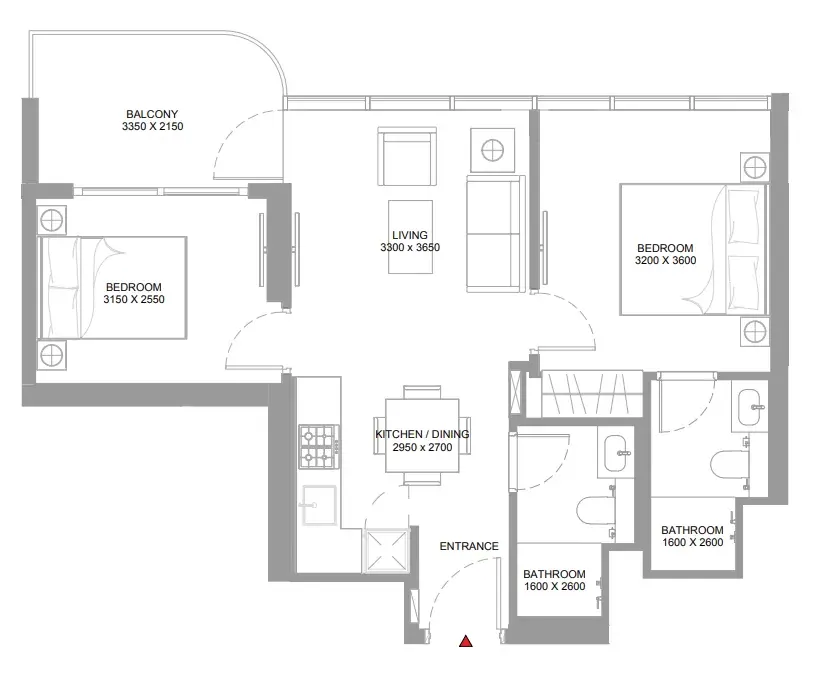 BALCONY
3350 X 2150
LIVING
3300 x 3650
BEDROOM
3200 X 3600
BEDROOM
3150 X 2550
KITCHEN / DINING
2950 x 2700
BATHROOM
1600 X 2600
ENTRANCE
BATHROOM
1600 X 2600